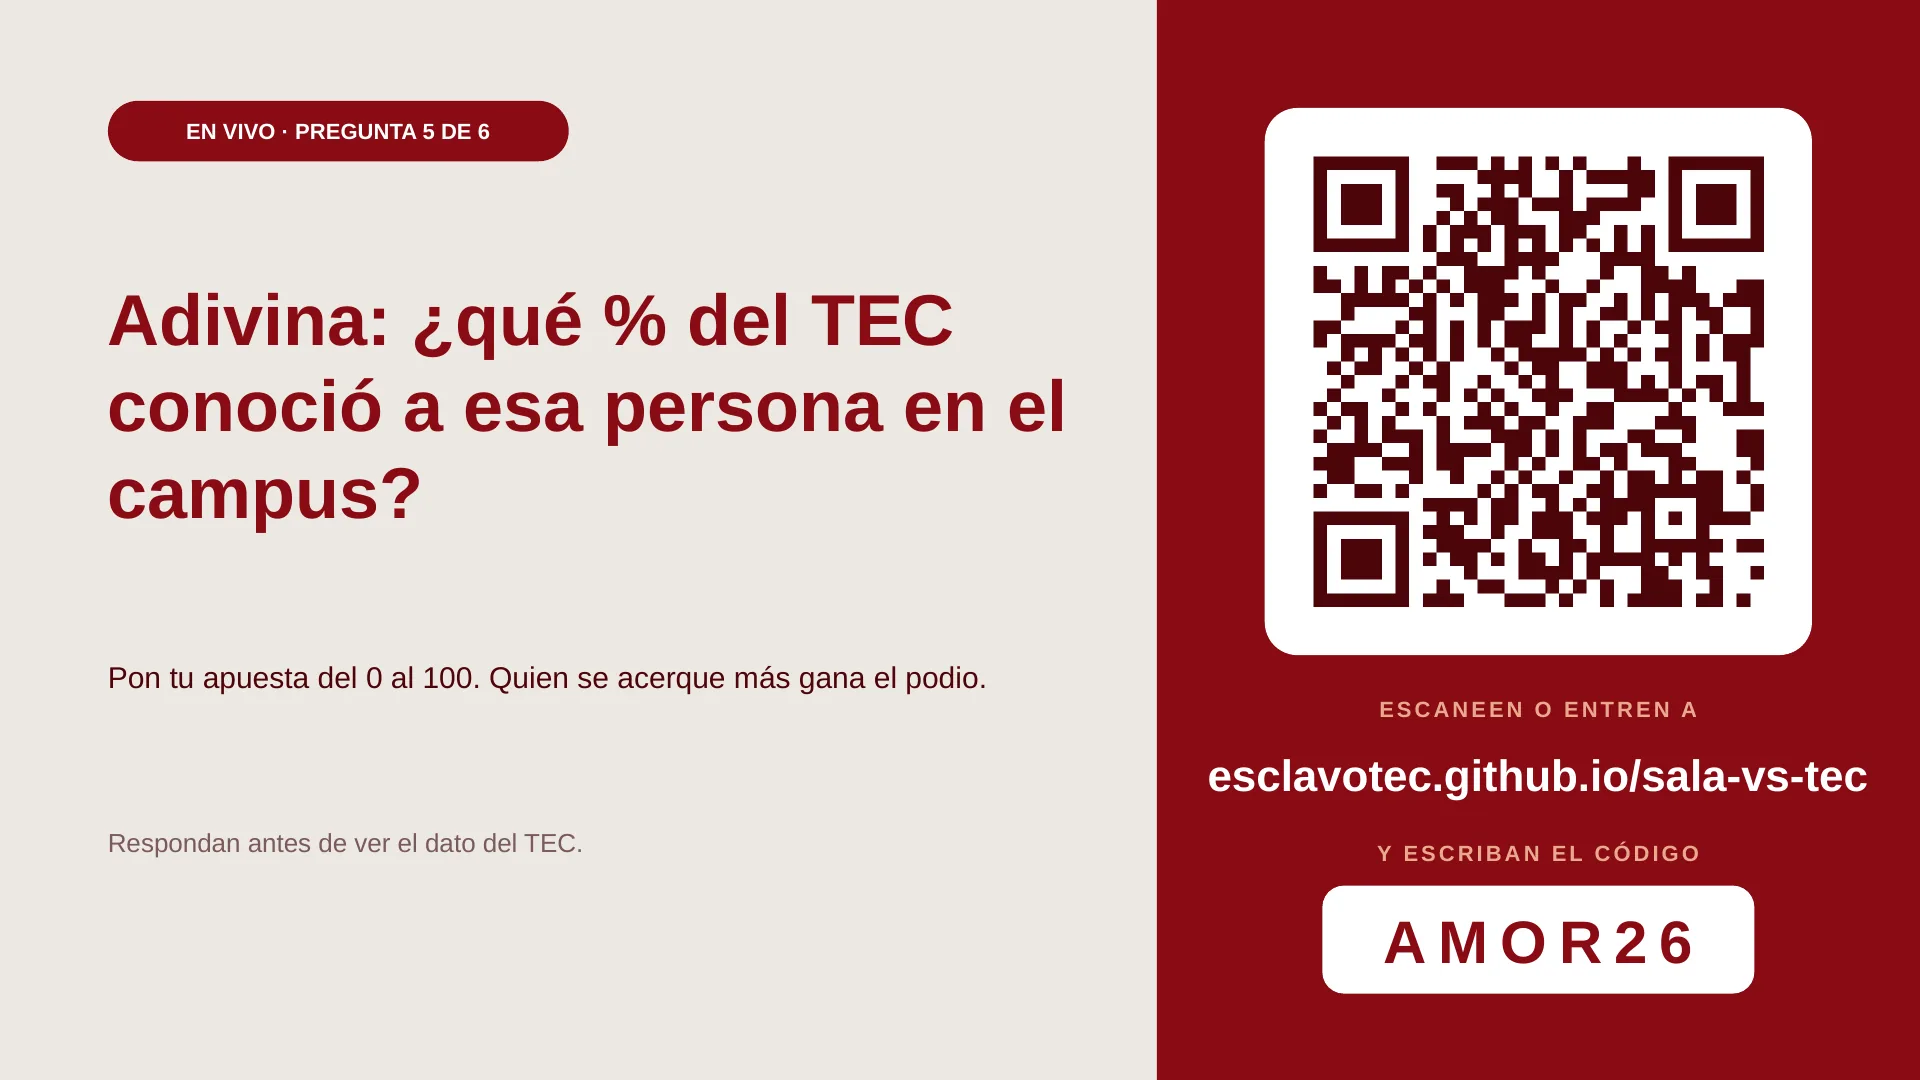 EN VIVO · PREGUNTA 5 DE 6
Adivina: ¿qué % del TEC
conoció a esa persona en el
campus?
Pon tu apuesta del 0 al 100. Quien se acerque más gana el podio.
Respondan antes de ver el dato del TEC.
ESCANEEN O ENTREN A
esclavotec.github.io/sala-vs-tec
Y ESCRIBAN EL CÓDIGO
AMOR26